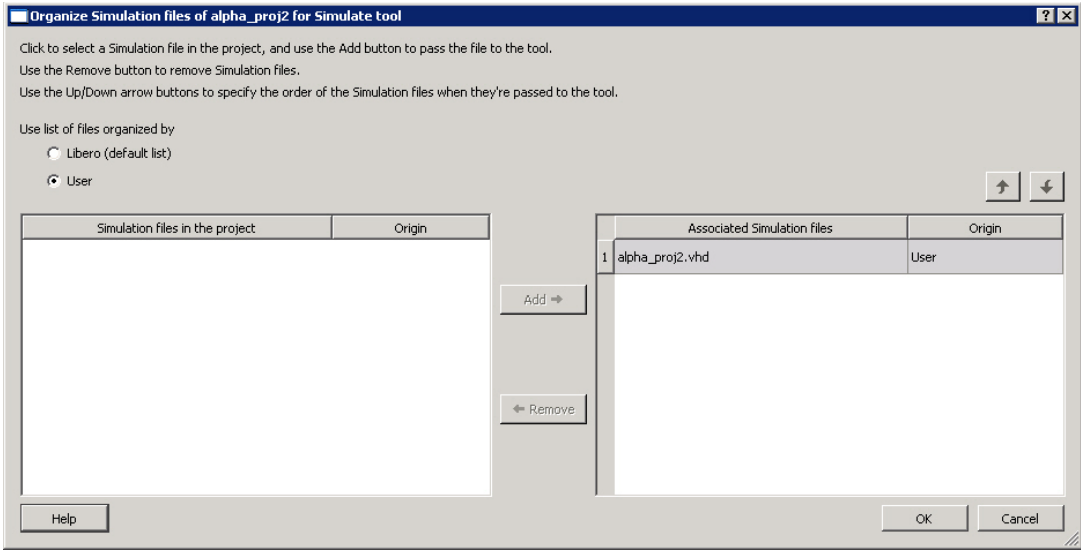 Organize Simulation files of alpha_proj2 for Simulate tool
Click to select a Simulation file in the project, and use the Add button to pass the file to the tool.
Use the Remove button to remove Simulation files.
Use the Up/Down arrow buttons to specify the order of the Simulation files when they're passed to the tool.
Use list of files organized by
Libero (default list)
User
Simulation files in the project Origin
Associated Simulation files Origin
1 alpha_proj2.vhd User
Add
Remove
Help
OK Cancel